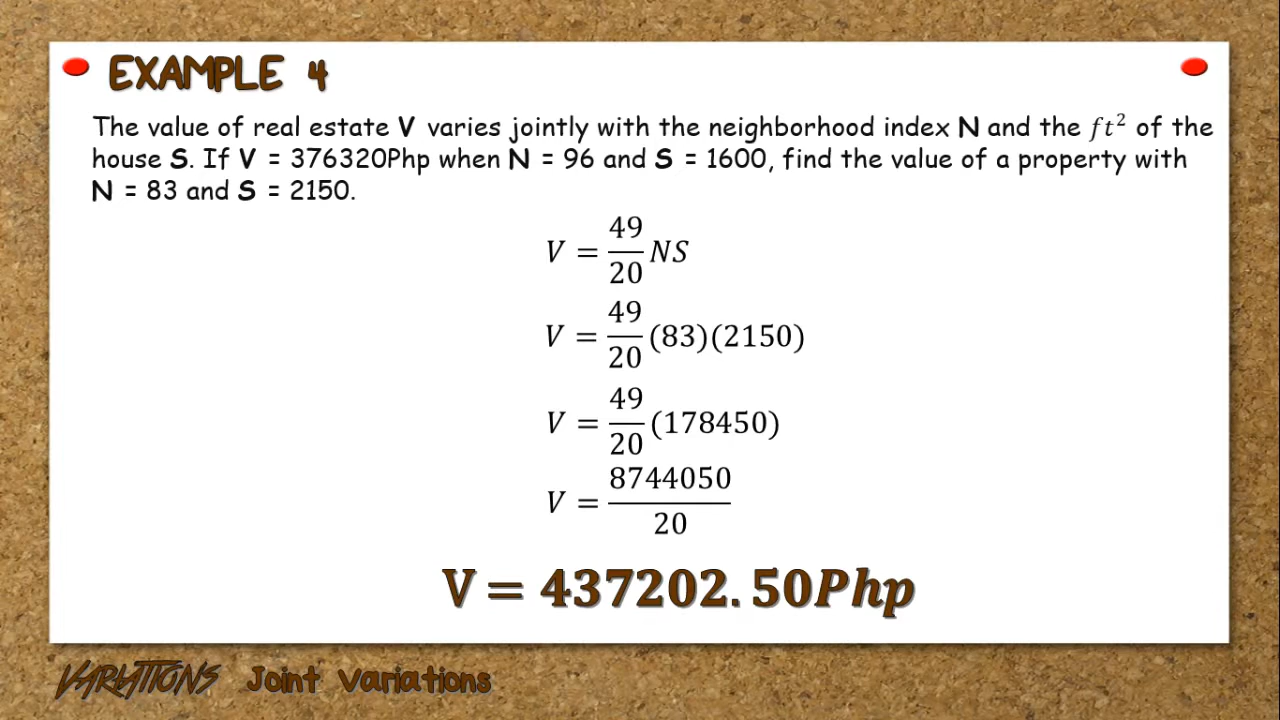 EXAMPLE 4
The value of real estate V varies jointly with the neighborhood index N and the ft² of the
house S. If V = 376320Php when N = 96 and S = 1600, find the value of a property with
N = 83 and S = 2150.
V = 49/20 NS
V = 49/20 (83)(2150)
V = 49/20 (178450)
V = 8744050/20
V = 437202.50Php
VARIATIONS Joint Variations